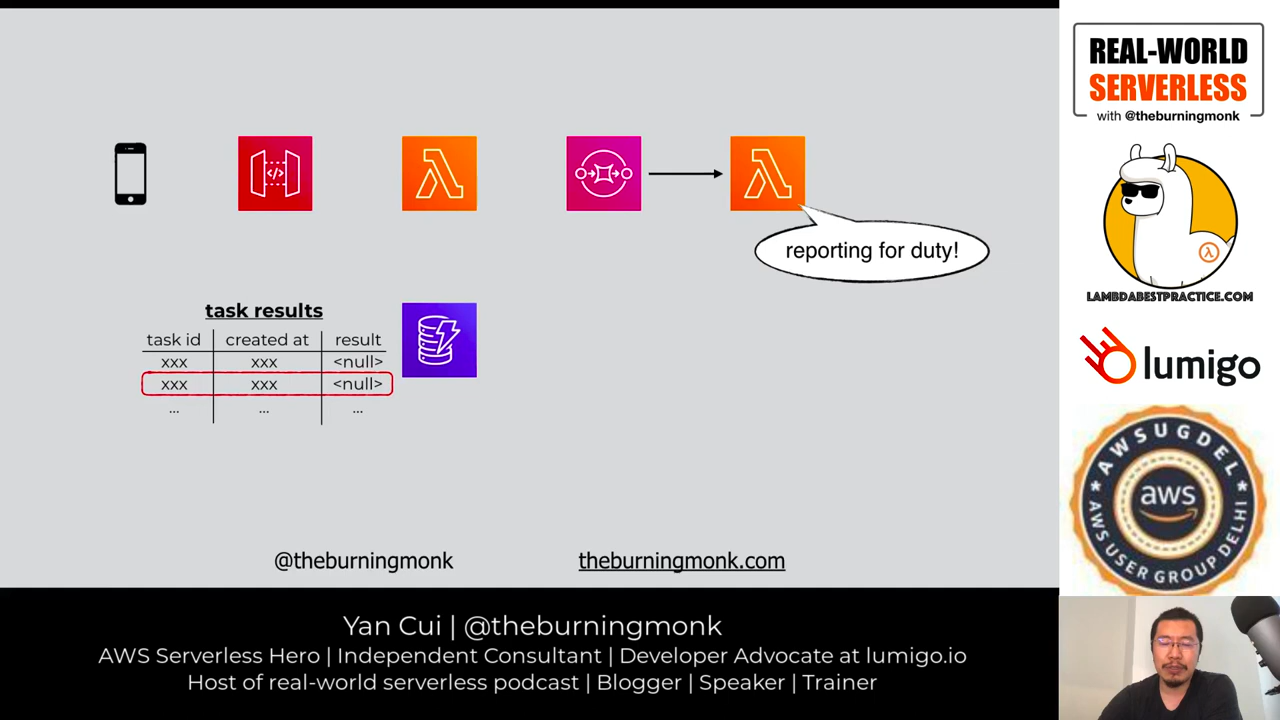 reporting for duty!
task results
task id created at result
xxx xxx <null>
xxx xxx <null>
... ... ...
@theburningmonk theburningmonk.com
Yan Cui | @theburningmonk
AWS Serverless Hero | Independent Consultant | Developer Advocate at lumigo.io
Host of real-world serverless podcast | Blogger | Speaker | Trainer
REAL-WORLD
SERVERLESS
with @theburningmonk
λ
LAMBDABESTPRACTICE.COM
lumigo
AWSUGDEL
aws
AWS USER GROUP DELHI